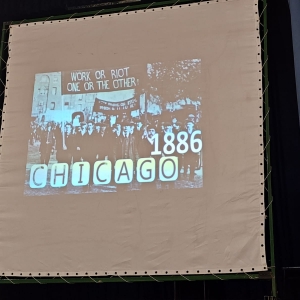 WORK OR RIOT
ONE OR THE OTHER
1886
CHICAGO